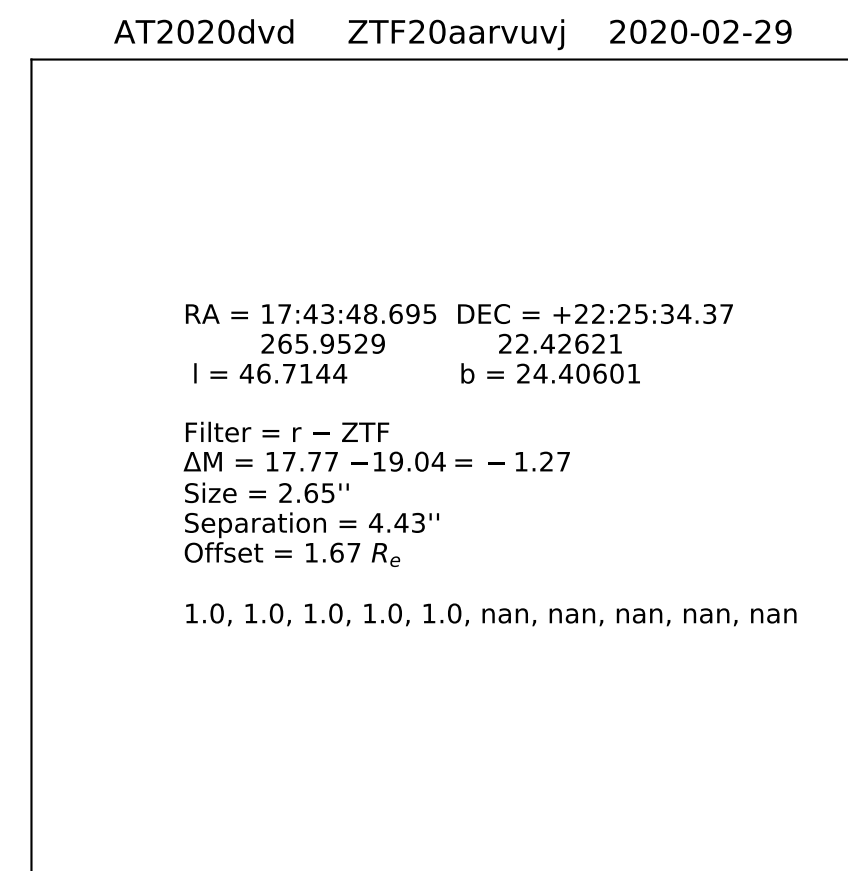 AT2020dvd ZTF20aarvuvj 2020-02-29
RA = 17:43:48.695 DEC = +22:25:34.37
265.9529 22.42621
l = 46.7144 b = 24.40601
Filter = r − ZTF
ΔM = 17.77 −19.04 = −1.27
Size = 2.65''
Separation = 4.43''
Offset = 1.67 Rₑ
1.0, 1.0, 1.0, 1.0, 1.0, nan, nan, nan, nan, nan